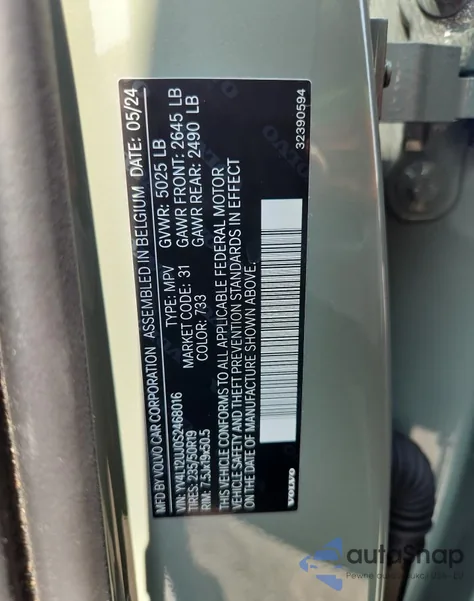 MFD BY VOLVO CAR CORPORATION ASSEMBLED IN BELGIUM DATE: 05/24
GVWR: 5025 LB
TYPE: MPV GAWR FRONT: 2645 LB
MARKET CODE: 31 GAWR REAR: 2490 LB
COLOR: 733
VIN: YV4L12UU0S2468016
TIRES: 235/50R19
RIM: 7.5Jx19x50.5
THIS VEHICLE CONFORMS TO ALL APPLICABLE FEDERAL MOTOR
VEHICLE SAFETY AND THEFT PREVENTION STANDARDS IN EFFECT
ON THE DATE OF MANUFACTURE SHOWN ABOVE.
VOLVO
32390594
autoSnap